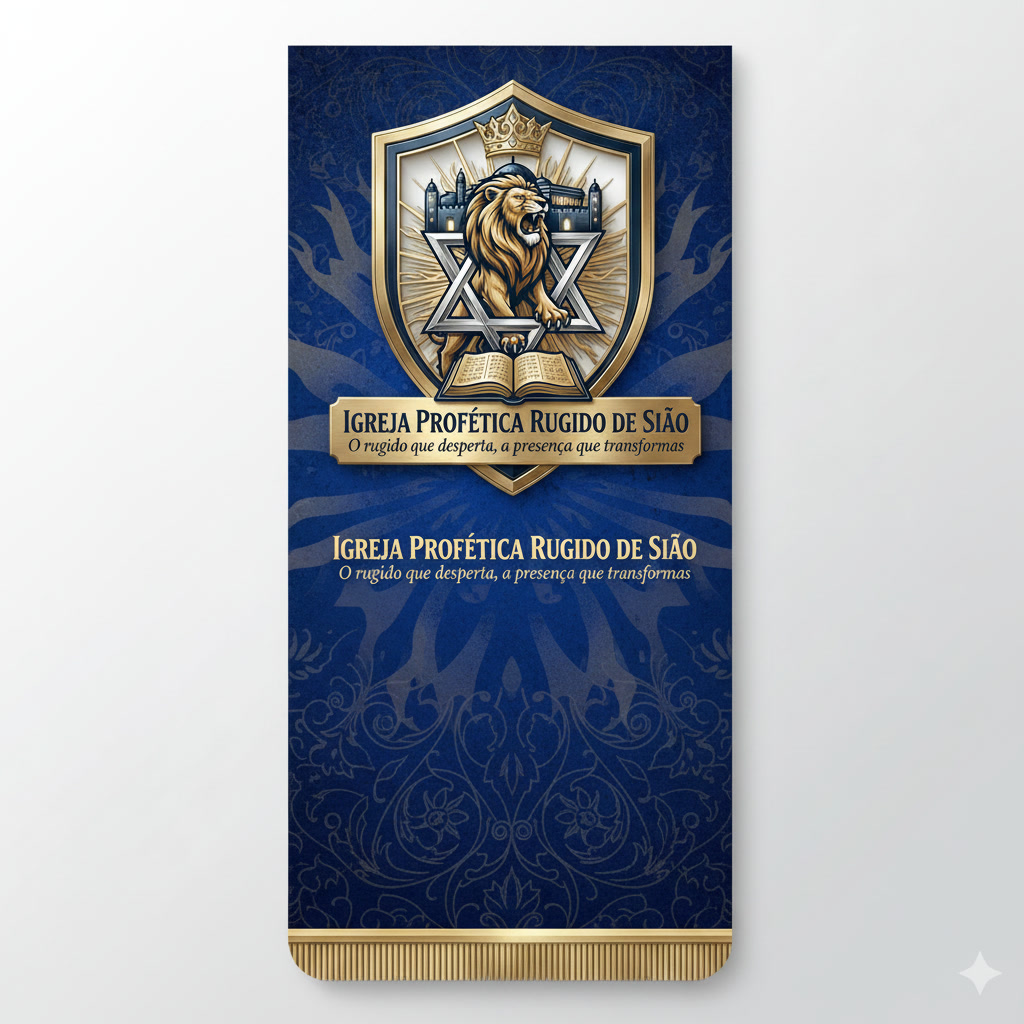 IGREJA PROFÉTICA RUGIDO DE SIÃO
O rugido que desperta, a presença que transformas
IGREJA PROFÉTICA RUGIDO DE SIÃO
O rugido que desperta, a presença que transformas